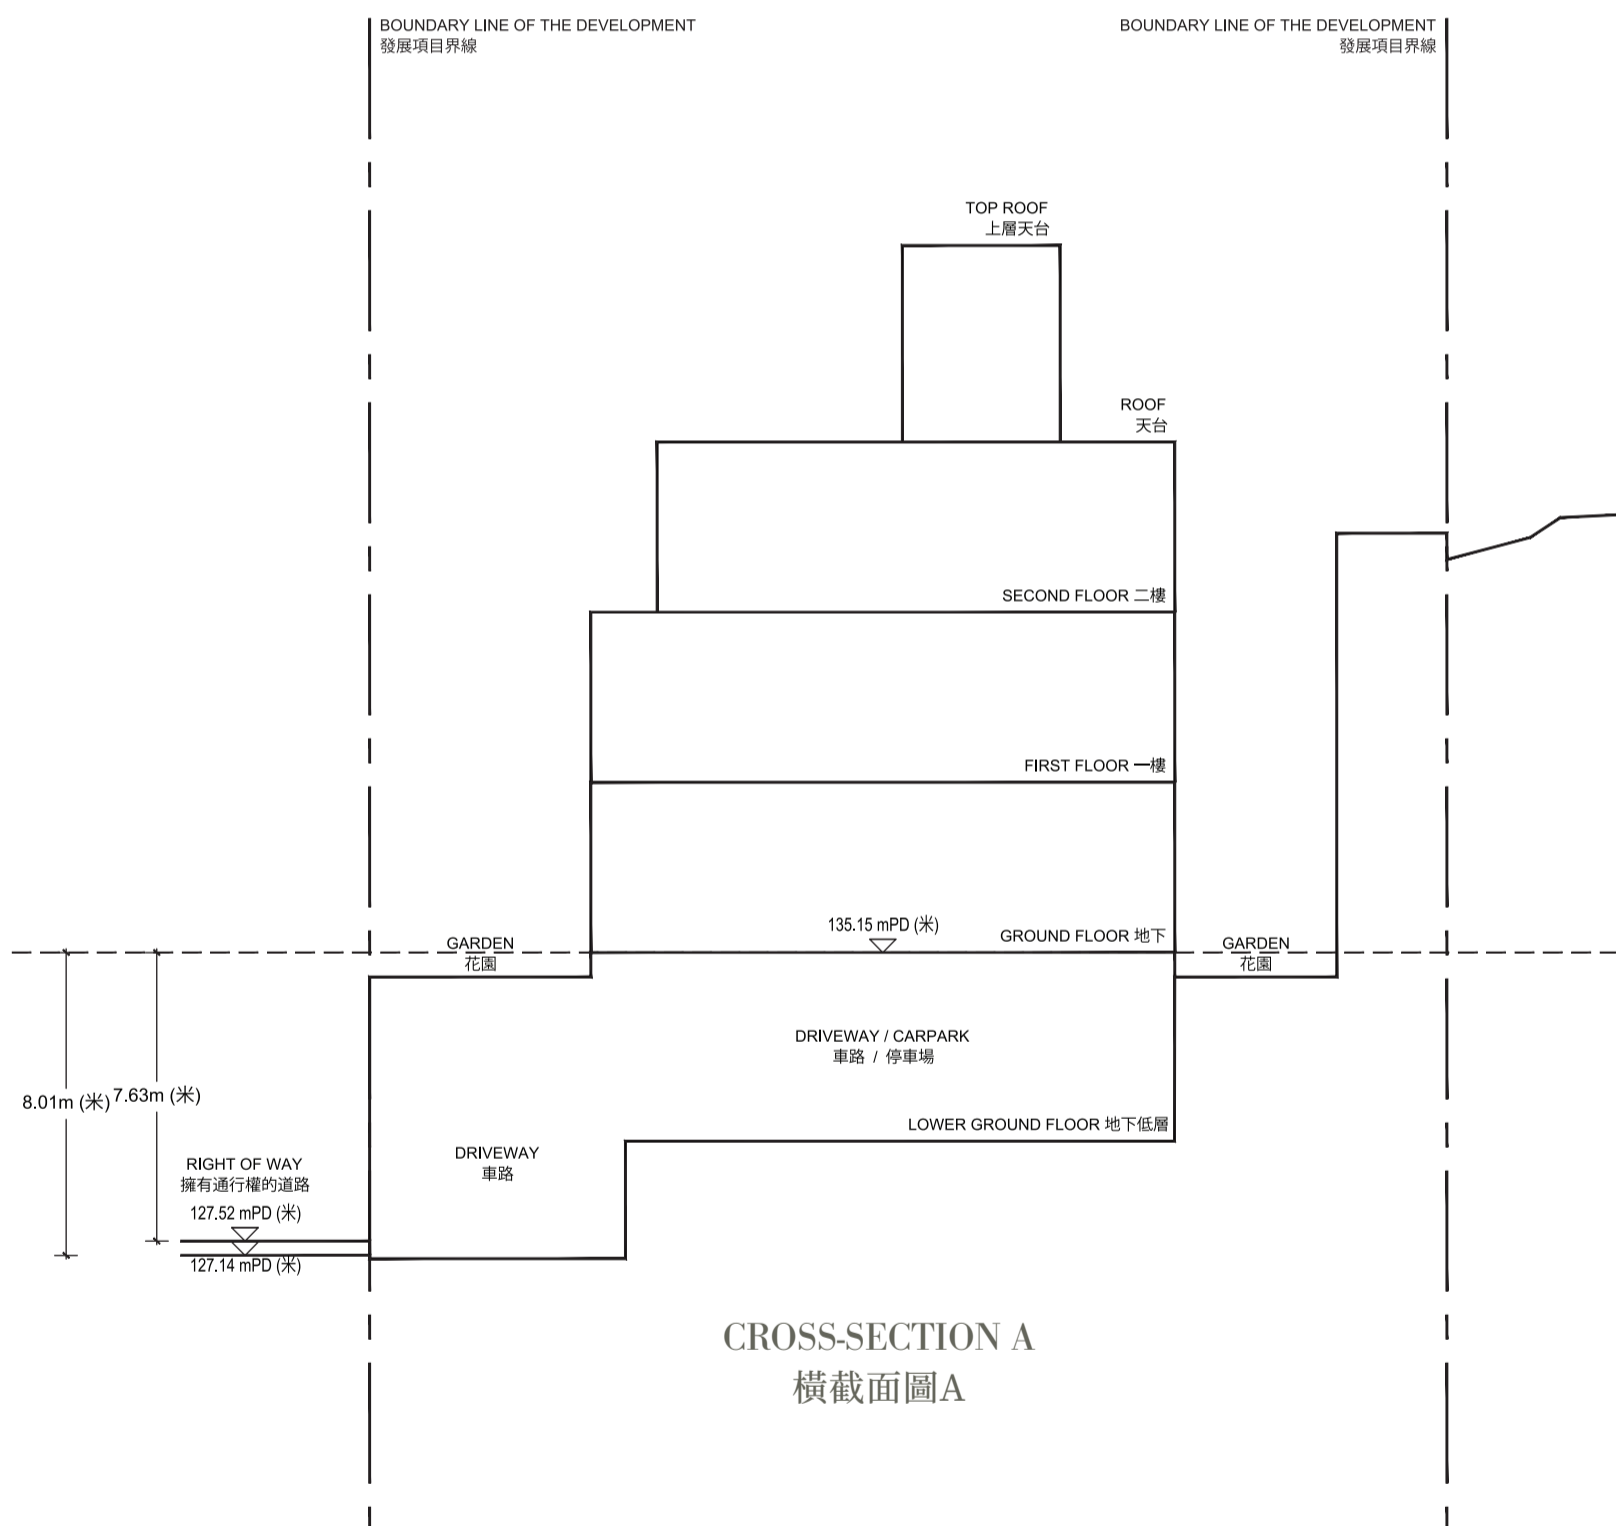 BOUNDARY LINE OF THE DEVELOPMENT
發展項目界線
BOUNDARY LINE OF THE DEVELOPMENT
發展項目界線
TOP ROOF
上層天台
ROOF
天台
SECOND FLOOR 二樓
FIRST FLOOR 一樓
135.15 mPD (米)
GROUND FLOOR 地下
GARDEN
花園
GARDEN
花園
DRIVEWAY / CARPARK
車路 / 停車場
8.01m (米)
7.63m (米)
LOWER GROUND FLOOR 地下低層
DRIVEWAY
車路
RIGHT OF WAY
擁有通行權的道路
127.52 mPD (米)
127.14 mPD (米)
CROSS-SECTION A
橫截面圖A